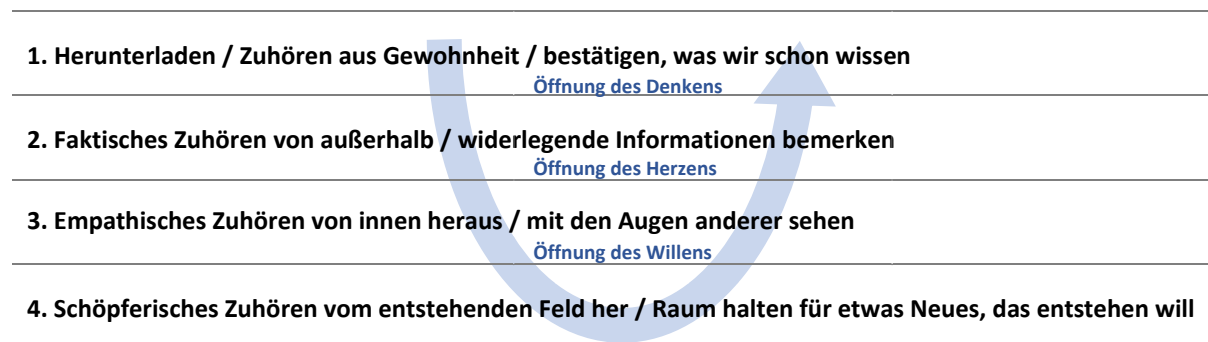 1. Herunterladen / Zuhören aus Gewohnheit / bestätigen, was wir schon wissen
Öffnung des Denkens
2. Faktisches Zuhören von außerhalb / widerlegende Informationen bemerken
Öffnung des Herzens
3. Empathisches Zuhören von innen heraus / mit den Augen anderer sehen
Öffnung des Willens
4. Schöpferisches Zuhören vom entstehenden Feld her / Raum halten für etwas Neues, das entstehen will